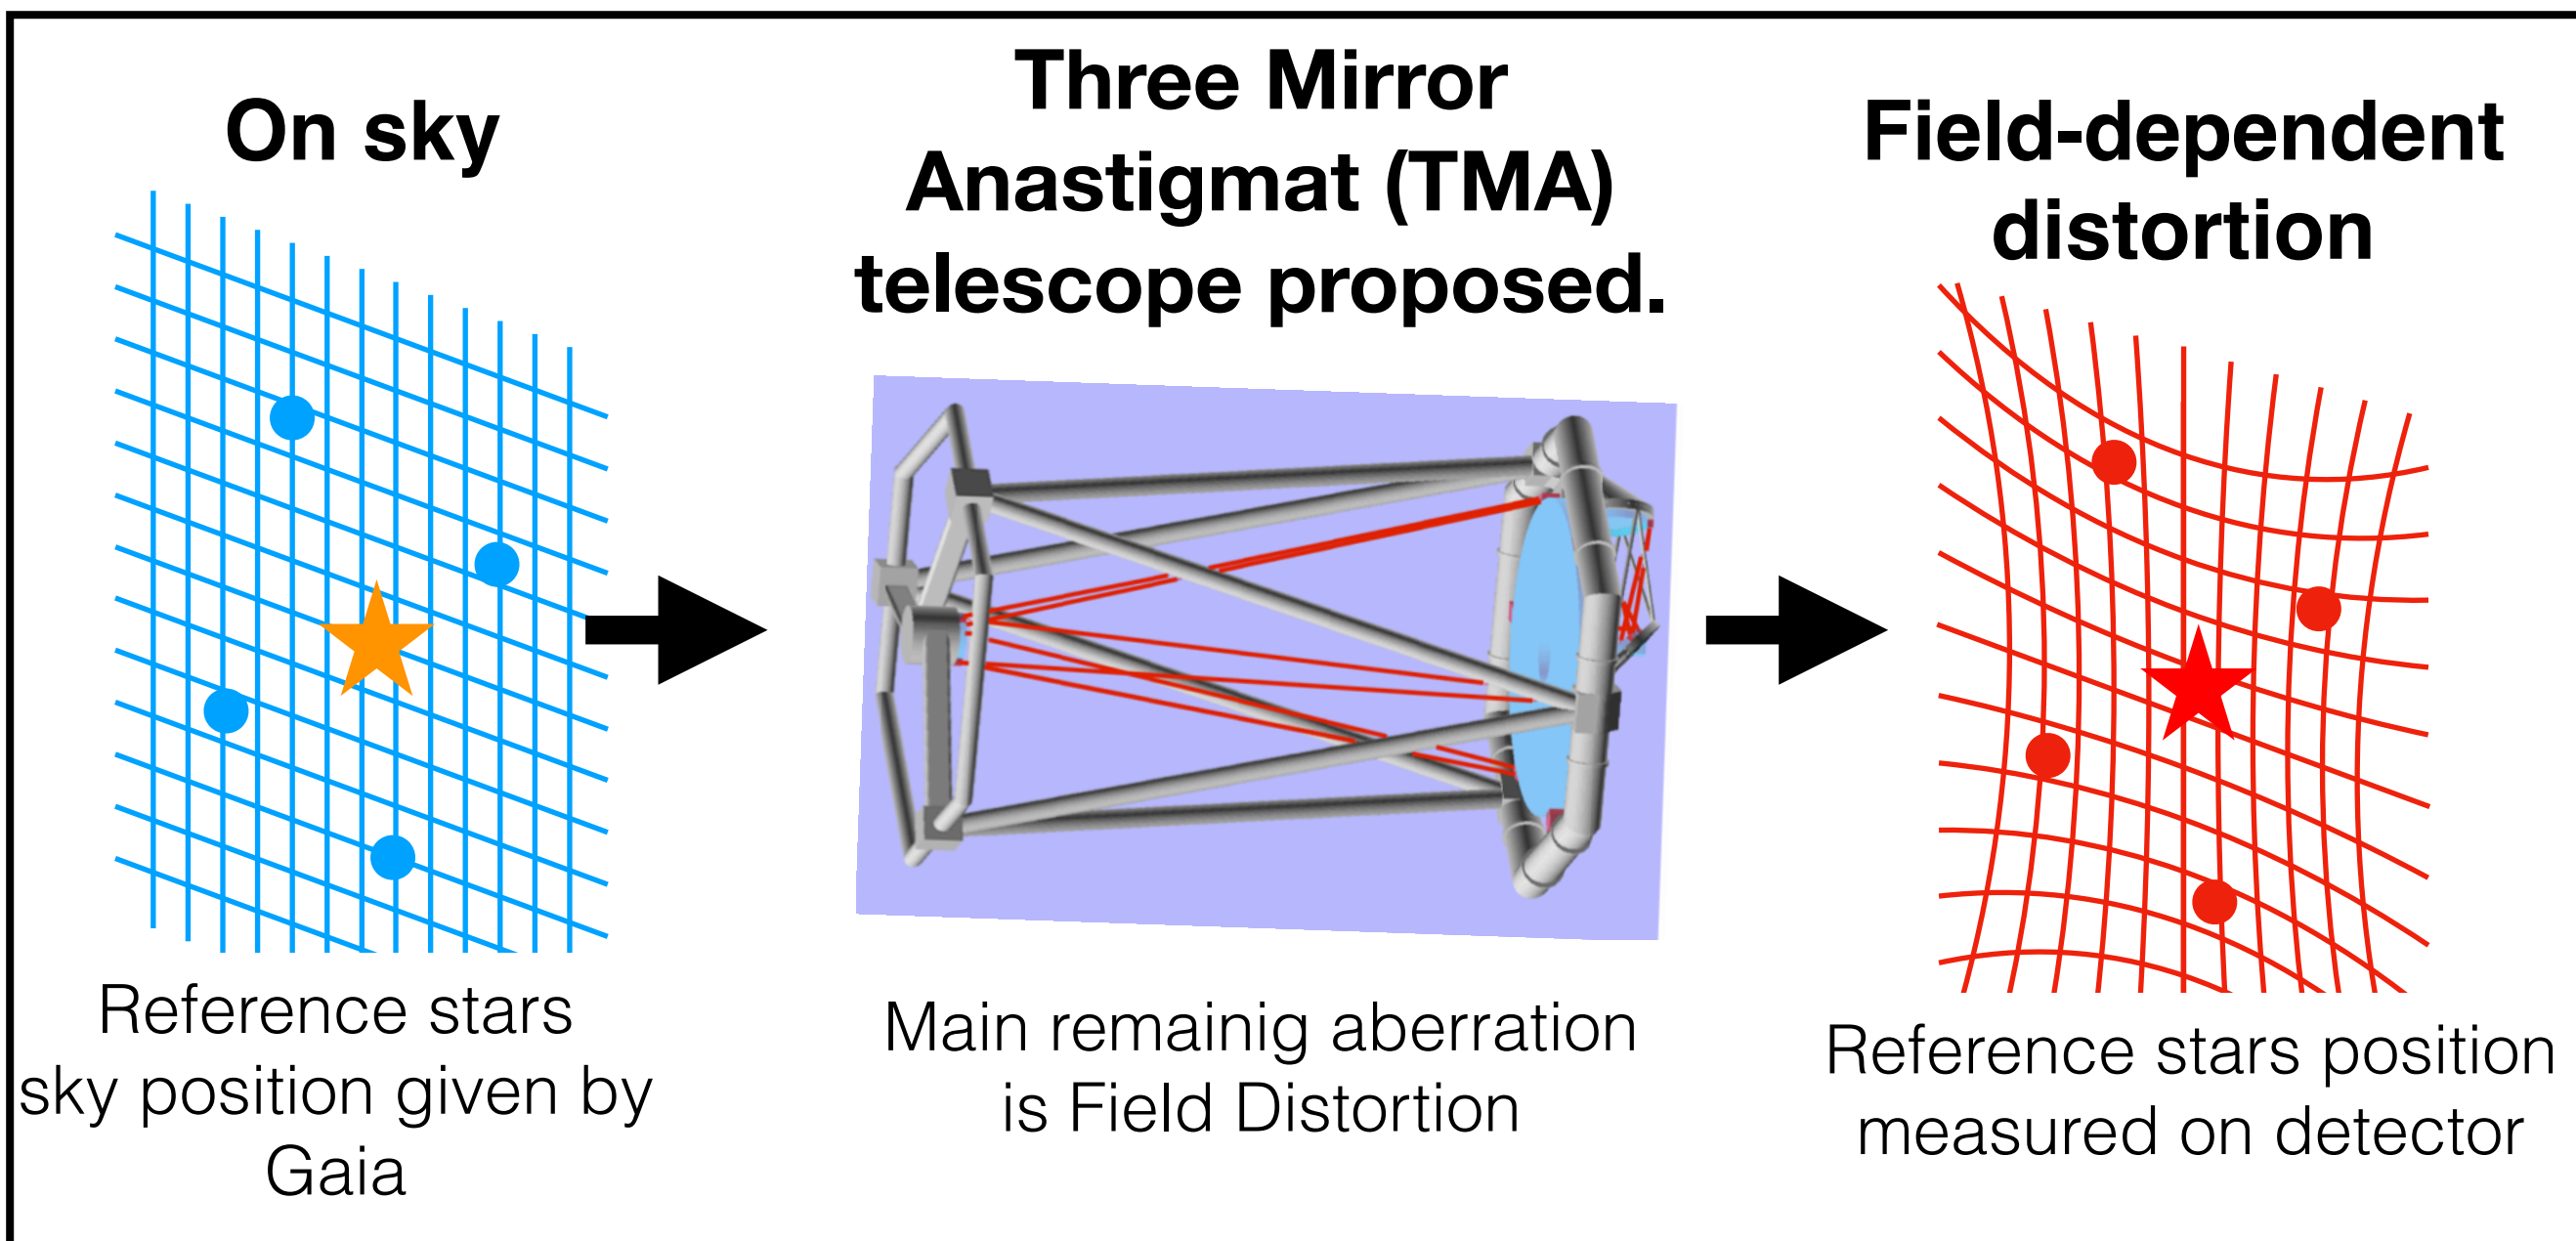 On sky
Three Mirror
Anastigmat (TMA)
telescope proposed.
Field-dependent
distortion
Reference stars
sky position given by
Gaia
Main remainig aberration
is Field Distortion
Reference stars position
measured on detector